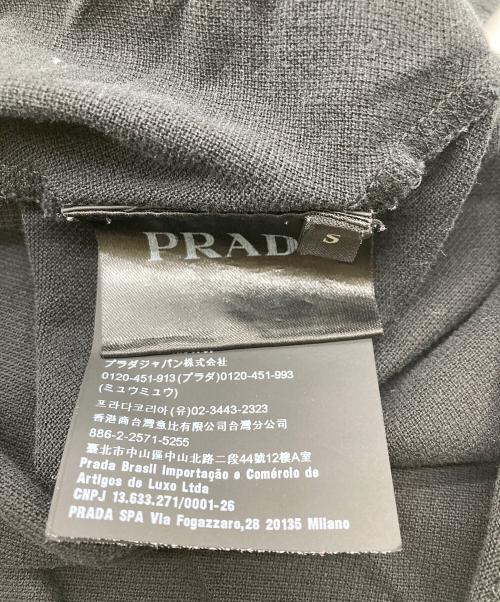 PRAD
S
プラダジャパン株式会社
0120-451-913(プラダ)0120-451-993
(ミュウミュウ)
프라다코리아(유)02-3443-2323
香港商台灣薏比有限公司台灣分公司
886-2-2571-5255
臺北市中山區中山北路二段44號12樓A室
Prada Brasil Importação e Comérolo de
Artigos de Luxo Ltda
CNPJ 13.633.271/0001-26
PRADA SPA Via Fogazzaro,28 20135 Milano